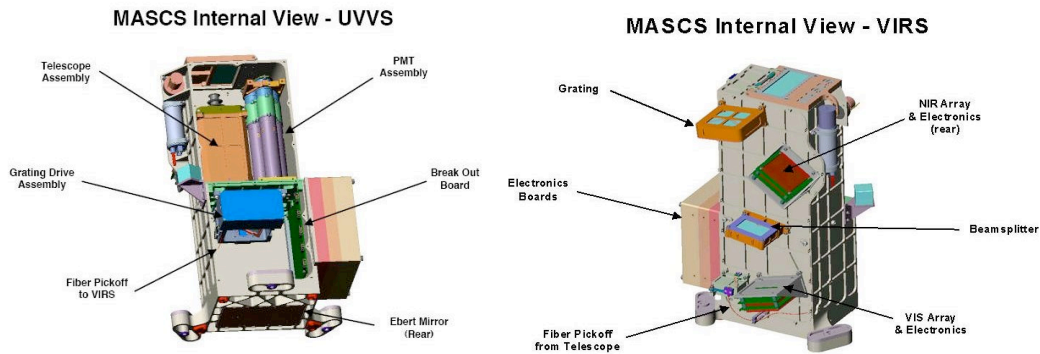 MASCS Internal View - UVVS
Telescope
Assembly
PMT
Assembly
Grating Drive
Assembly
Break Out
Board
Fiber Pickoff
to VIRS
Ebert Mirror
(Rear)
MASCS Internal View - VIRS
Grating
NIR Array
& Electronics
(rear)
Electronics
Boards
Beamsplitter
Fiber Pickoff
from Telescope
VIS Array
& Electronics